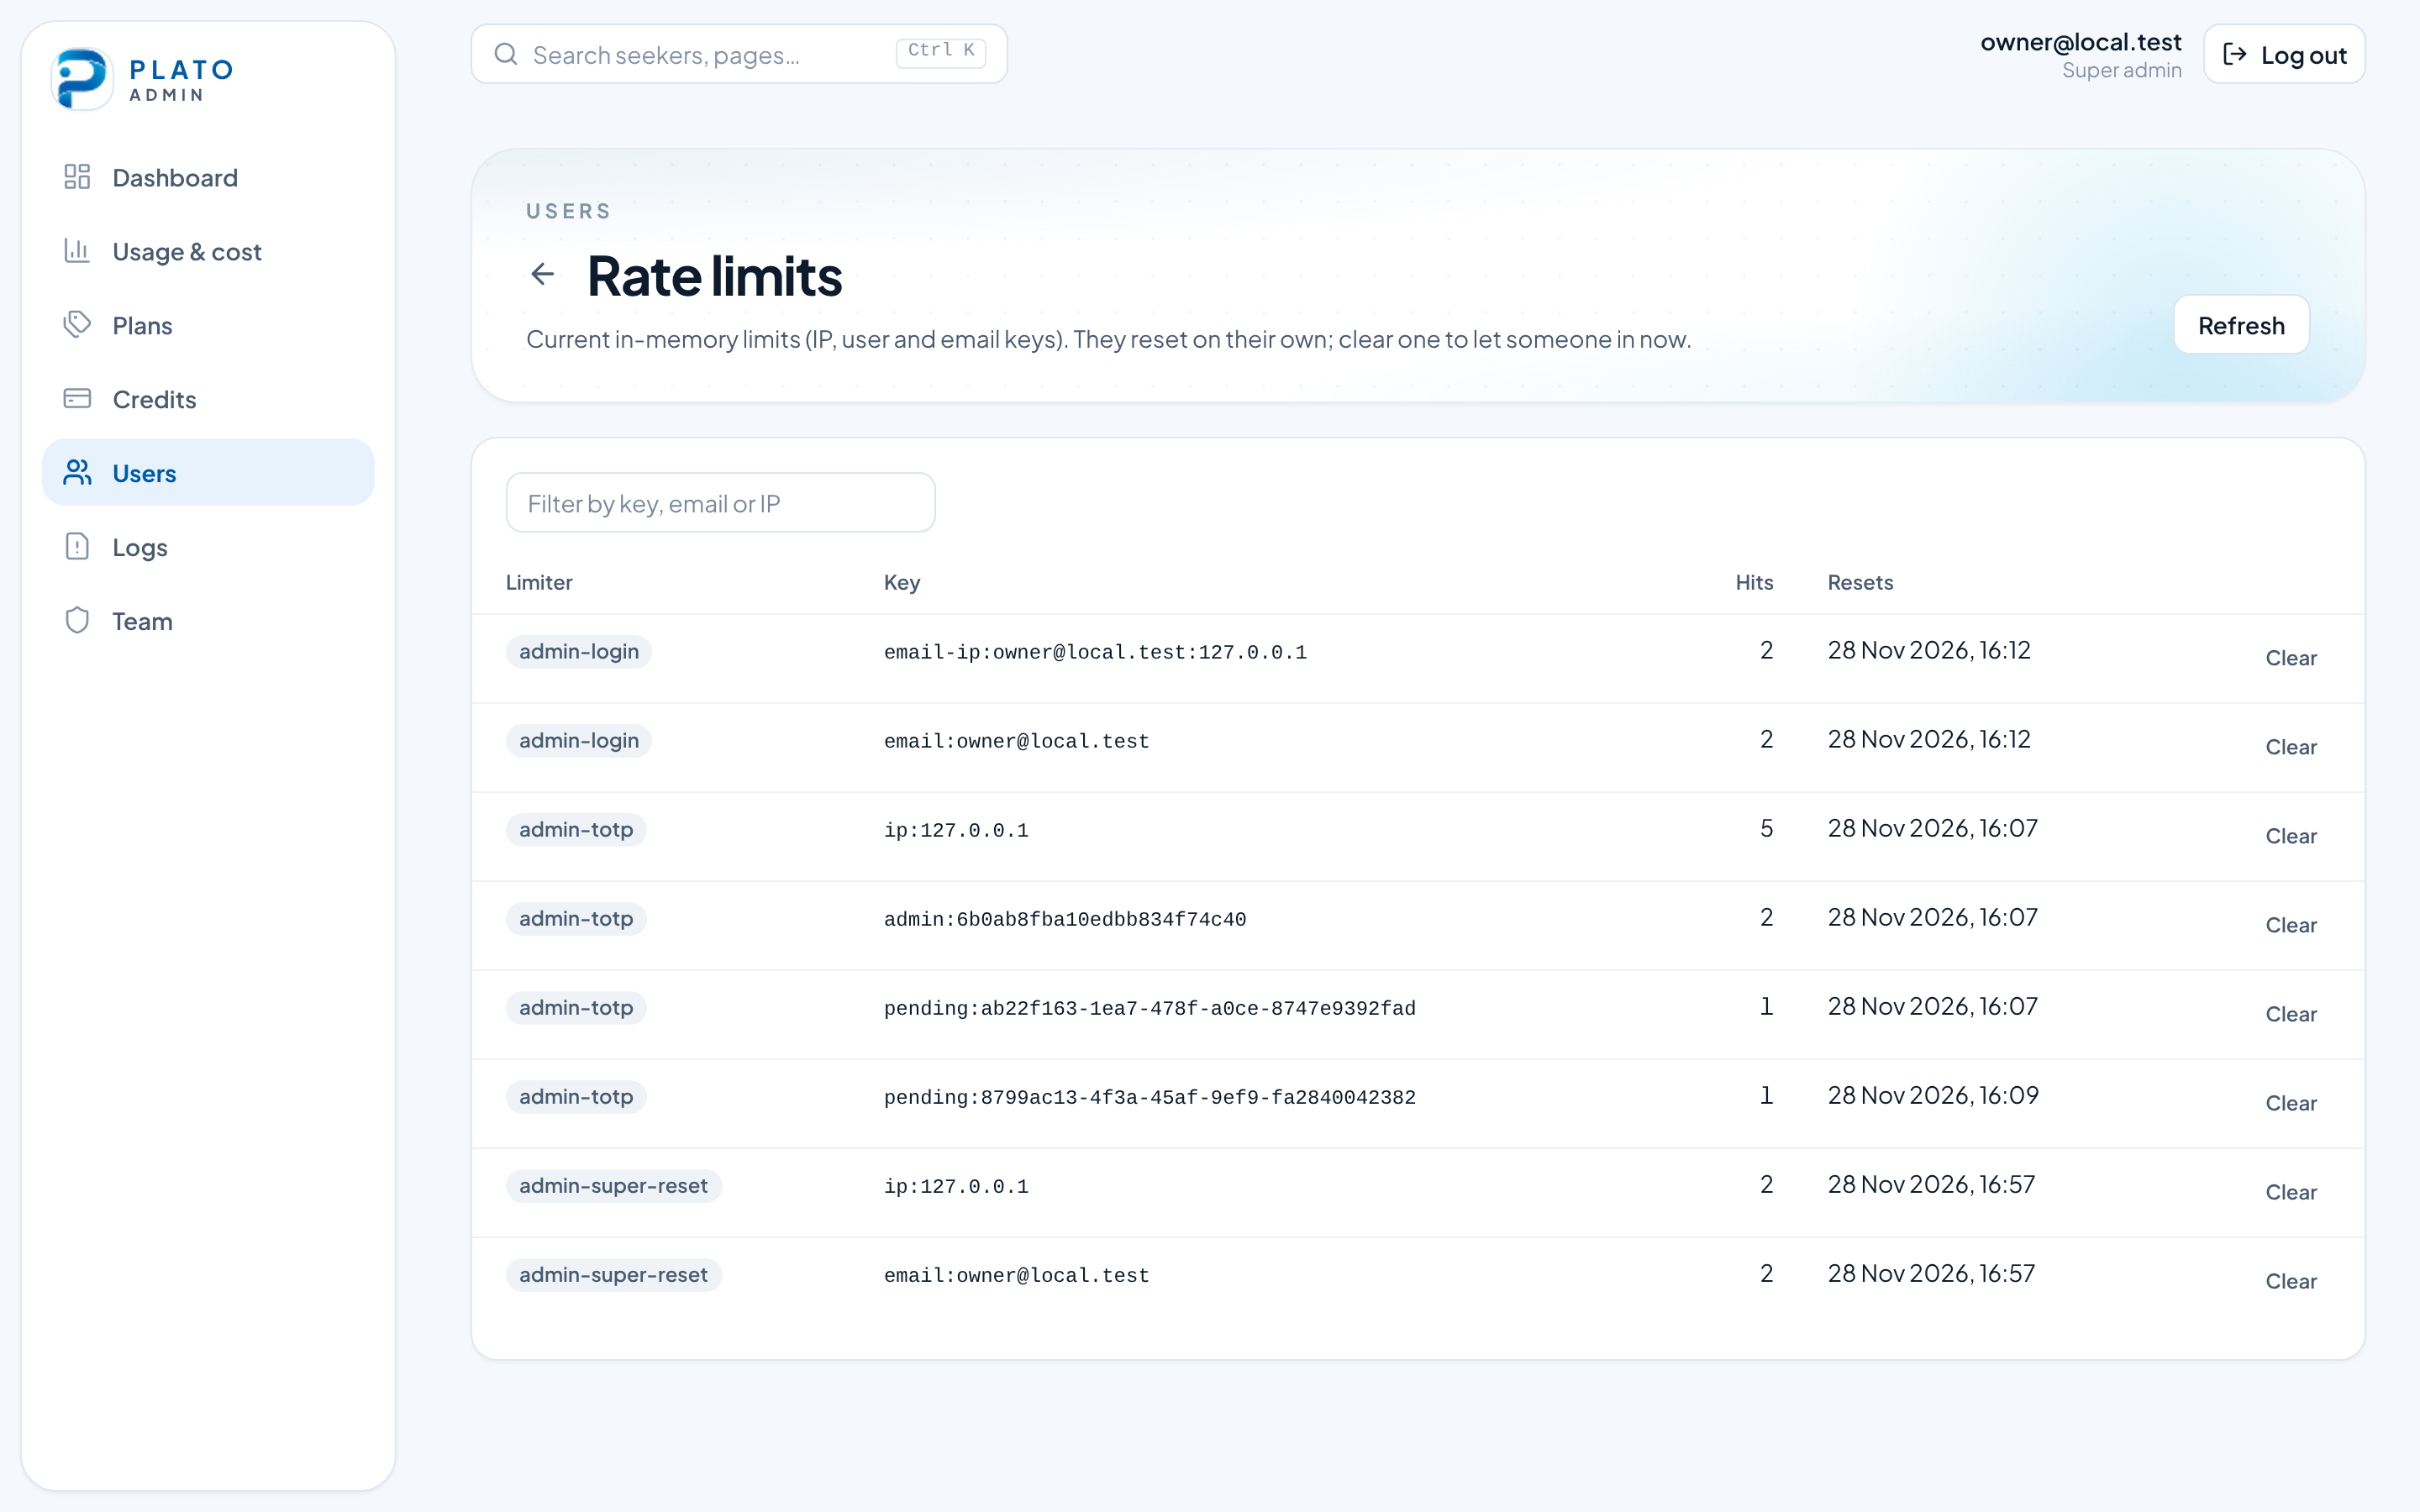 PLATO
ADMIN
Dashboard
Usage & cost
Plans
Credits
Users
Logs
Team
Search seekers, pages...
Ctrl K
owner@local.test
Super admin
Log out
USERS
Rate limits
Current in-memory limits (IP, user and email keys). They reset on their own; clear one to let someone in now.
Refresh
Filter by key, email or IP
Limiter Key Hits Resets
admin-login email-ip:owner@local.test:127.0.0.1 2 28 Nov 2026, 16:12 Clear
admin-login email:owner@local.test 2 28 Nov 2026, 16:12 Clear
admin-totp ip:127.0.0.1 5 28 Nov 2026, 16:07 Clear
admin-totp admin:6b0ab8fba10edbb834f74c40 2 28 Nov 2026, 16:07 Clear
admin-totp pending:ab22f163-1ea7-478f-a0ce-8747e9392fad 1 28 Nov 2026, 16:07 Clear
admin-totp pending:8799ac13-4f3a-45af-9ef9-fa2840042382 1 28 Nov 2026, 16:09 Clear
admin-super-reset ip:127.0.0.1 2 28 Nov 2026, 16:57 Clear
admin-super-reset email:owner@local.test 2 28 Nov 2026, 16:57 Clear